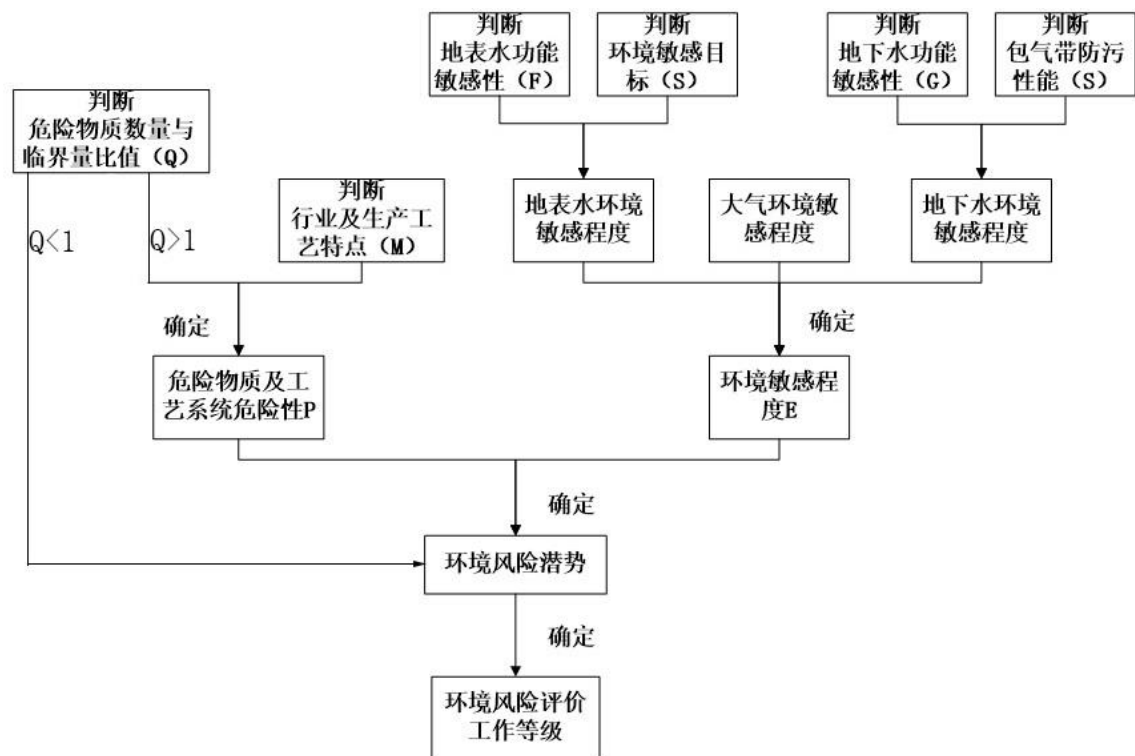 判断
地表水功能
敏感性（F）
判断
环境敏感目
标（S）
判断
地下水功能
敏感性（G）
判断
包气带防污
性能（S）
判断
危险物质数量与
临界量比值（Q）
判断
行业及生产工
艺特点（M）
Q<1
Q>1
地表水环境
敏感程度
大气环境敏
感程度
地下水环境
敏感程度
确定
确定
危险物质及工
艺系统危险性P
环境敏感程
度E
确定
环境风险潜势
确定
环境风险评价
工作等级